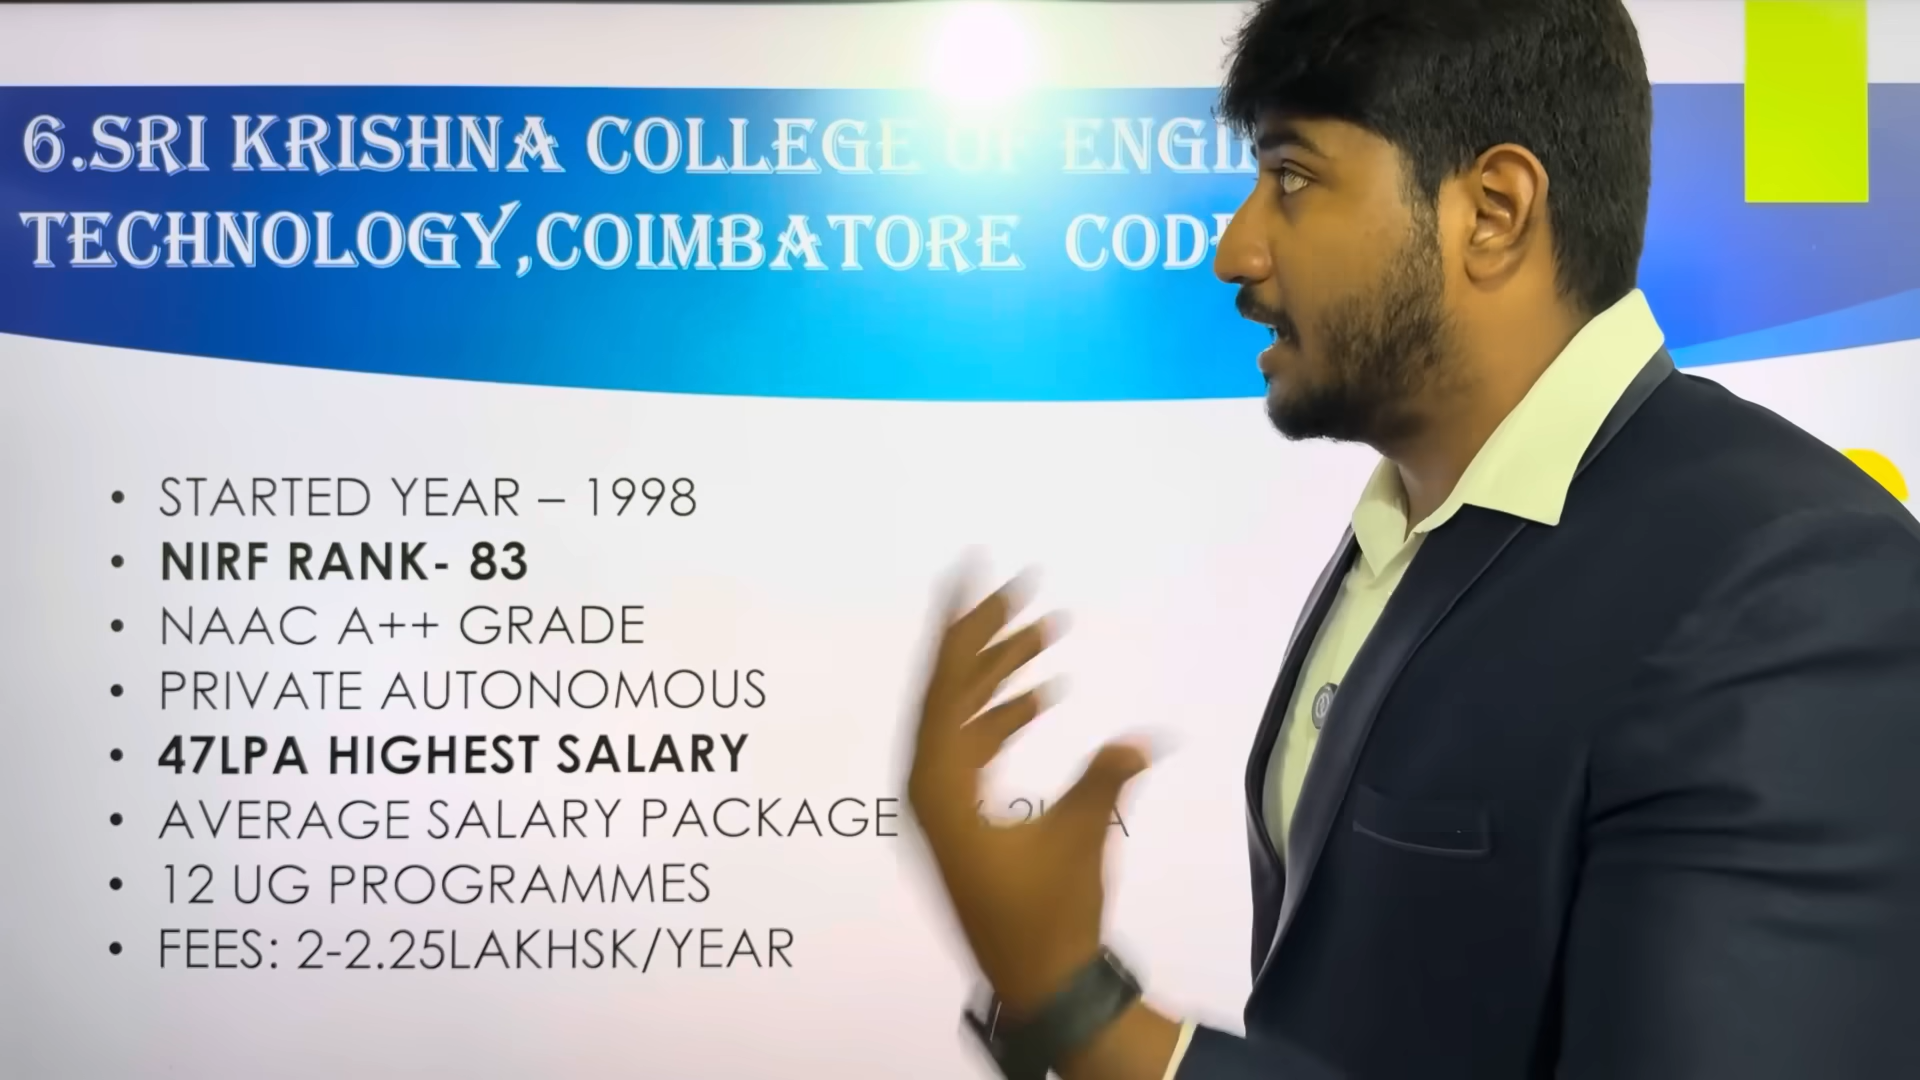 6.SRI KRISHNA COLLEGE OF
TECHNOLOGY,COIMBATORE
• STARTED YEAR – 1998
• NIRF RANK- 83
• NAAC A++ GRADE
• PRIVATE AUTONOMOUS
• 47LPA HIGHEST SALARY
• AVERAGE SALARY PACKAGE
• 12 UG PROGRAMMES
• FEES: 2-2.25LAKHSK/YEAR